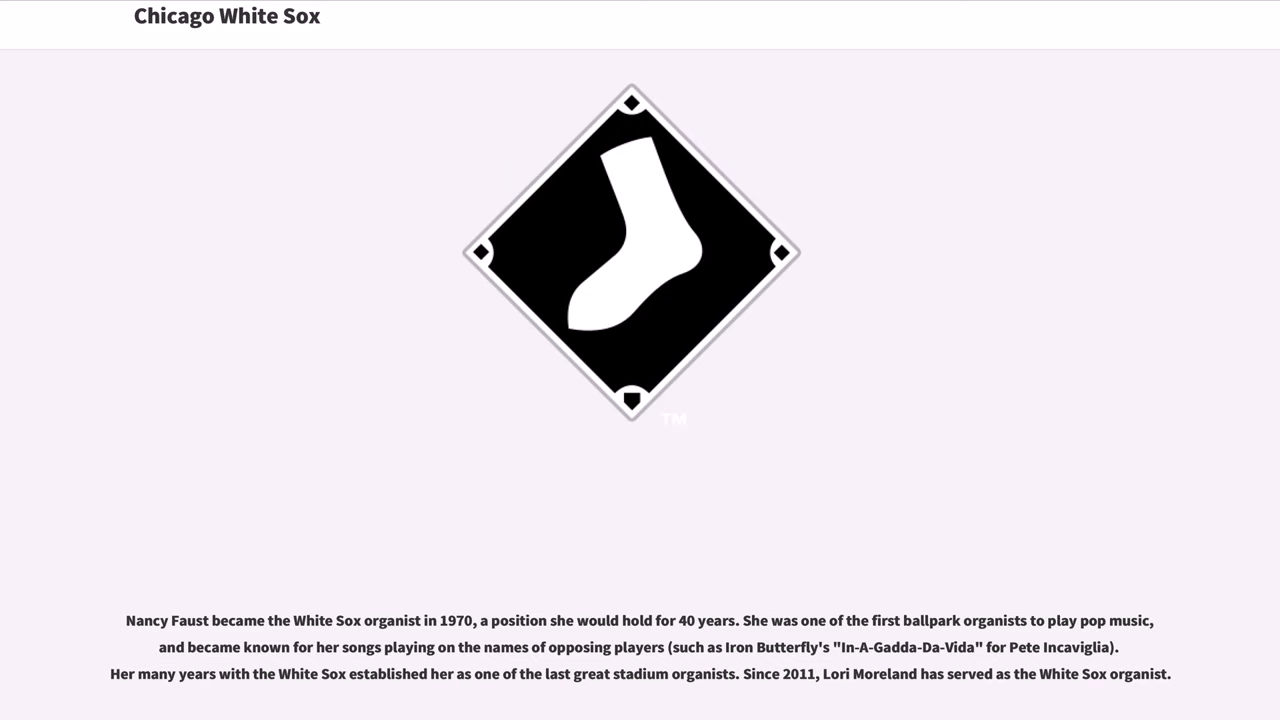 Chicago White Sox
TM
Nancy Faust became the White Sox organist in 1970, a position she would hold for 40 years. She was one of the first ballpark organists to play pop music,
and became known for her songs playing on the names of opposing players (such as Iron Butterfly's "In-A-Gadda-Da-Vida" for Pete Incaviglia).
Her many years with the White Sox established her as one of the last great stadium organists. Since 2011, Lori Moreland has served as the White Sox organist.